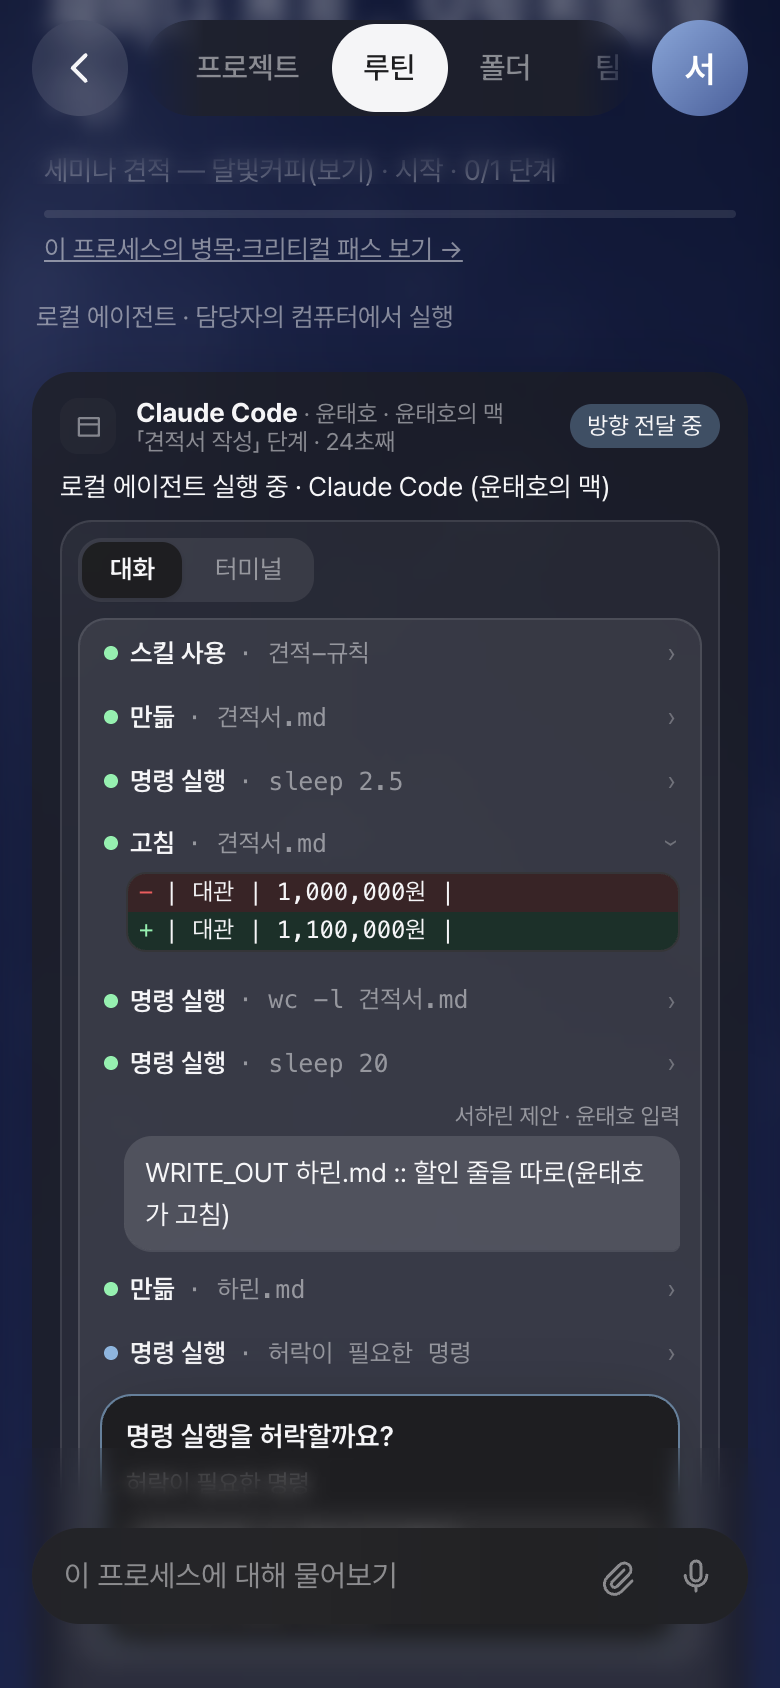 프로젝트 루틴 폴더 팀 서
세미나 견적 — 달빛커피(보기) · 시작 · 0/1 단계
이 프로세스의 병목·크리티컬 패스 보기 →
로컬 에이전트 · 담당자의 컴퓨터에서 실행
Claude Code · 윤태호 · 윤태호의 맥
「견적서 작성」 단계 · 24초째
방향 전달 중
로컬 에이전트 실행 중 · Claude Code (윤태호의 맥)
대화 터미널
스킬 사용 · 견적-규칙
만듦 · 견적서.md
명령 실행 · sleep 2.5
고침 · 견적서.md
− | 대관 | 1,000,000원 |
+ | 대관 | 1,100,000원 |
명령 실행 · wc -l 견적서.md
명령 실행 · sleep 20
서하린 제안 · 윤태호 입력
WRITE_OUT 하린.md :: 할인 줄을 따로(윤태호
가 고침)
만듦 · 하린.md
명령 실행 · 허락이 필요한 명령
명령 실행을 허락할까요?
허락이 필요한 명령
이 프로세스에 대해 물어보기